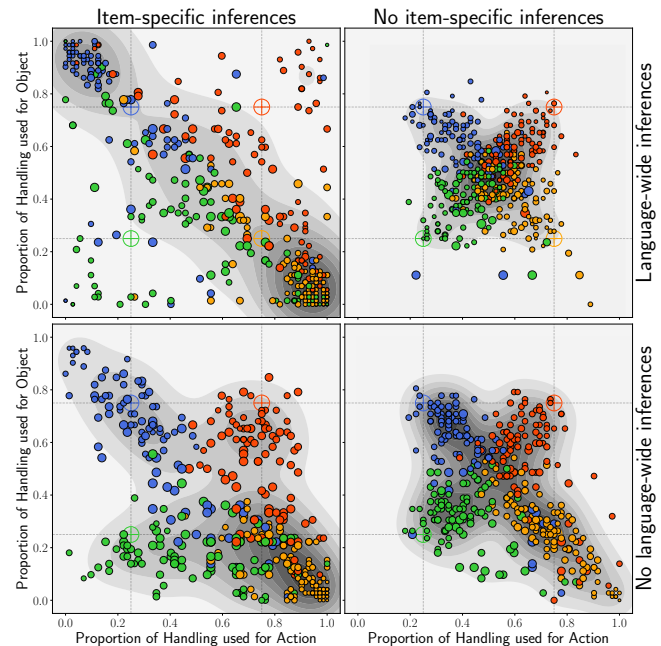 Item-specific inferences
No item-specific inferences
Proportion of Handling used for Object
1.0
0.8
0.6
0.4
0.2
0.0
Language-wide inferences
Proportion of Handling used for Object
1.0
0.8
0.6
0.4
0.2
0.0
No language-wide inferences
0.0 0.2 0.4 0.6 0.8 1.0
0.0 0.2 0.4 0.6 0.8 1.0
Proportion of Handling used for Action
Proportion of Handling used for Action